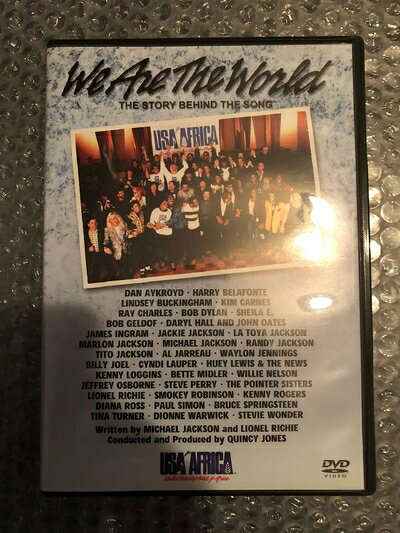 We Are The World
THE STORY BEHIND THE SONG
USA AFRICA
DAN AYKROYD · HARRY BELAFONTE
LINDSEY BUCKINGHAM · KIM CARNES
RAY CHARLES · BOB DYLAN · SHEILA E.
BOB GELDOF · DARYL HALL AND JOHN OATES
JAMES INGRAM · JACKIE JACKSON · LA TOYA JACKSON
MARLON JACKSON · MICHAEL JACKSON · RANDY JACKSON
TITO JACKSON · AL JARREAU · WAYLON JENNINGS
BILLY JOEL · CYNDI LAUPER · HUEY LEWIS & THE NEWS
KENNY LOGGINS · BETTE MIDLER · WILLIE NELSON
JEFFREY OSBORNE · STEVE PERRY · THE POINTER SISTERS
LIONEL RICHIE · SMOKEY ROBINSON · KENNY ROGERS
DIANA ROSS · PAUL SIMON · BRUCE SPRINGSTEEN
TINA TURNER · DIONNE WARWICK · STEVIE WONDER
Written by MICHAEL JACKSON and LIONEL RICHIE
Conducted and Produced by QUINCY JONES
USA AFRICA
United Support of Artists for Africa
DVD
VIDEO